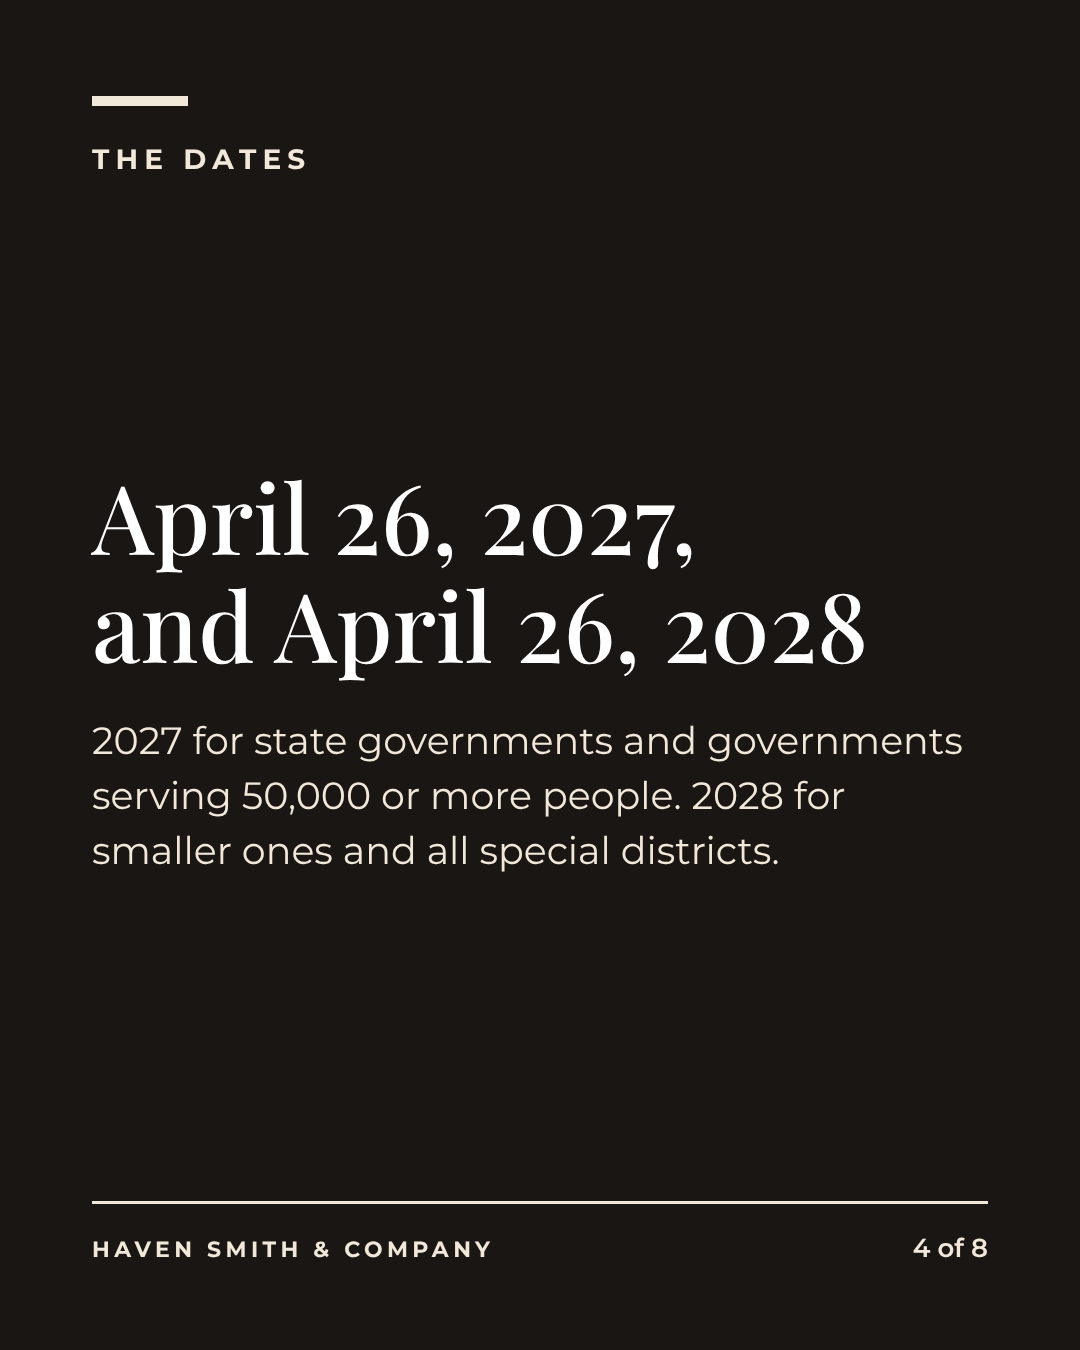 THE DATES
April 26, 2027,
and April 26, 2028
2027 for state governments and governments
serving 50,000 or more people. 2028 for
smaller ones and all special districts.
HAVEN SMITH & COMPANY
4 of 8